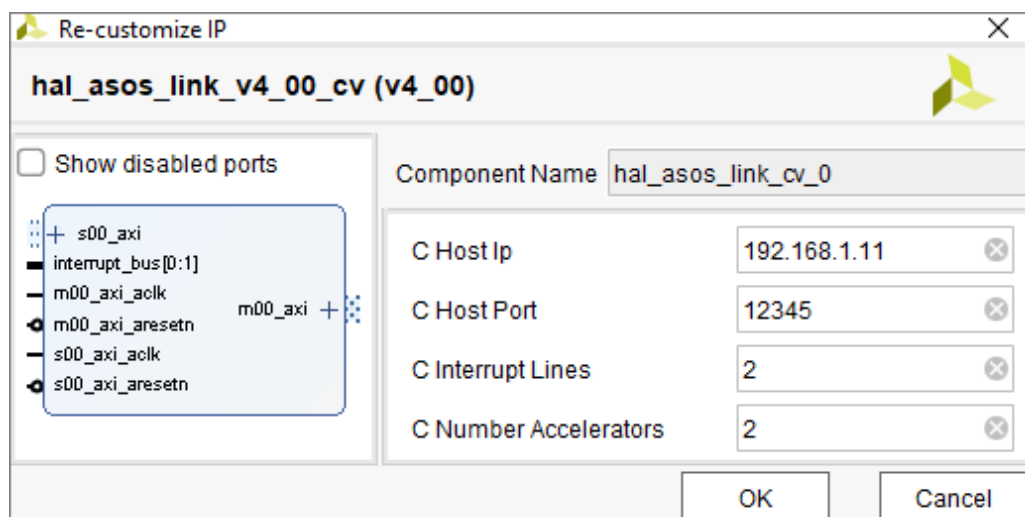 Re-customize IP
hal_asos_link_v4_00_cv (v4_00)
Show disabled ports
s00_axi
interrupt_bus[0:1]
m00_axi_aclk
m00_axi_aresetn
s00_axi_aclk
s00_axi_aresetn
m00_axi
Component Name hal_asos_link_cv_0
C Host Ip 192.168.1.11
C Host Port 12345
C Interrupt Lines 2
C Number Accelerators 2
OK Cancel